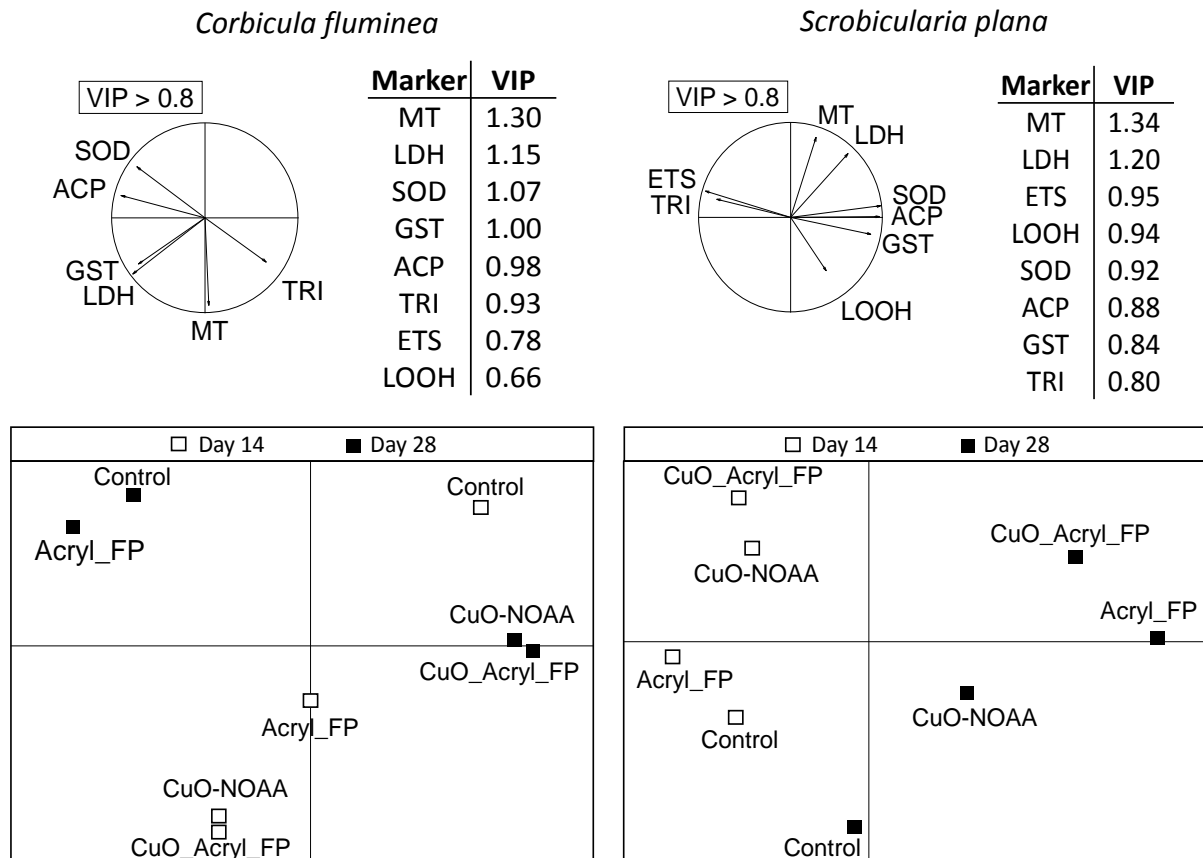 Corbicula fluminea
VIP > 0.8
SOD
ACP
GST
LDH
MT
TRI
Marker VIP
MT 1.30
LDH 1.15
SOD 1.07
GST 1.00
ACP 0.98
TRI 0.93
ETS 0.78
LOOH 0.66
Scrobicularia plana
VIP > 0.8
MT
LDH
ETS
TRI
SOD
ACP
GST
LOOH
Marker VIP
MT 1.34
LDH 1.20
ETS 0.95
LOOH 0.94
SOD 0.92
ACP 0.88
GST 0.84
TRI 0.80
Day 14 Day 28
Control
Control
Acryl_FP
CuO-NOAA
CuO_Acryl_FP
Acryl_FP
CuO-NOAA
CuO_Acryl_FP
Day 14 Day 28
CuO_Acryl_FP
CuO_Acryl_FP
CuO-NOAA
Acryl_FP
Acryl_FP
CuO-NOAA
Control
Control